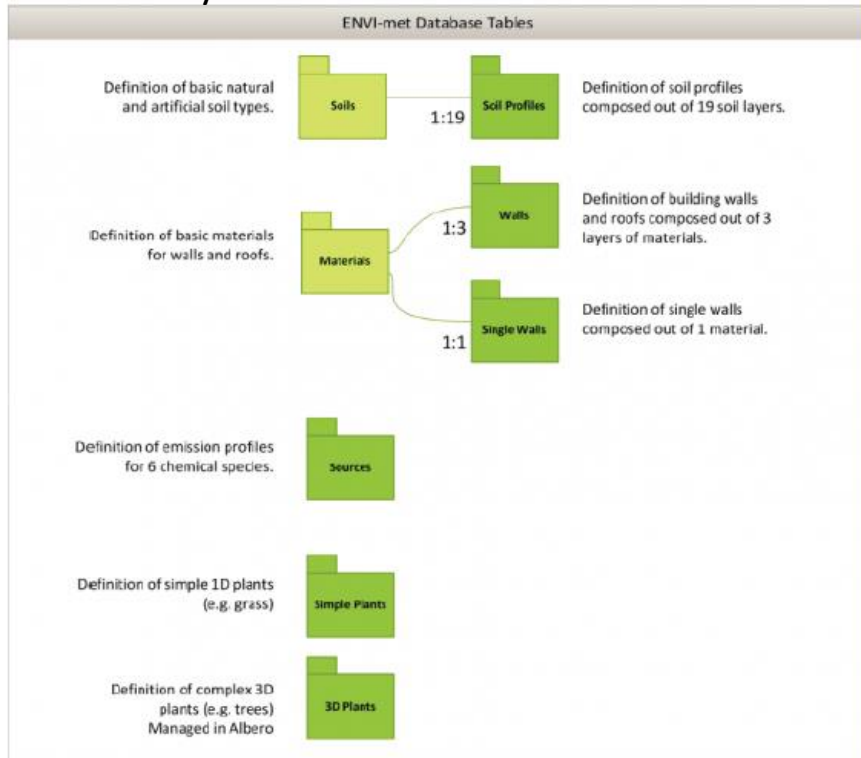 ENVI-met Database Tables
Definition of basic natural
and artificial soil types.
Soils
1:19
Soil Profiles
Definition of soil profiles
composed out of 19 soil layers.
Definition of basic materials
for walls and roofs.
Materials
1:3
Walls
Definition of building walls
and roofs composed out of 3
layers of materials.
1:1
Single Walls
Definition of single walls
composed out of 1 material.
Definition of emission profiles
for 6 chemical species.
Sources
Definition of simple 1D plants
(e.g. grass)
Simple Plants
Definition of complex 3D
plants (e.g. trees)
Managed in Albero
3D Plants